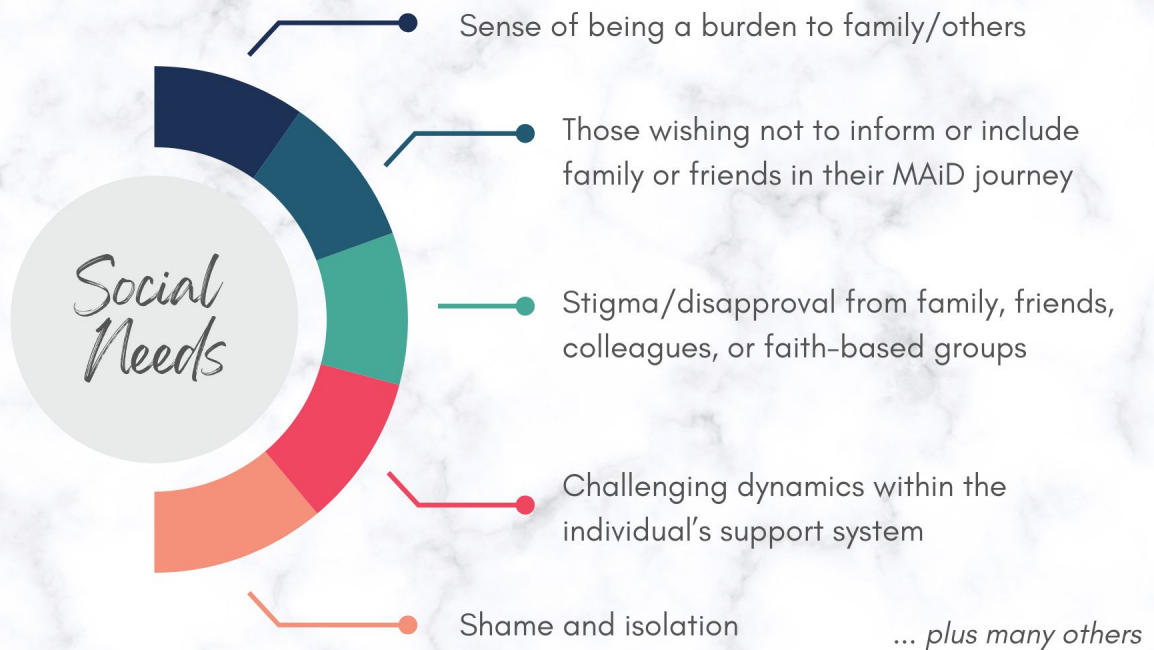 Social
Needs
Sense of being a burden to family/others
Those wishing not to inform or include
family or friends in their MAiD journey
Stigma/disapproval from family, friends,
colleagues, or faith-based groups
Challenging dynamics within the
individual's support system
Shame and isolation
... plus many others